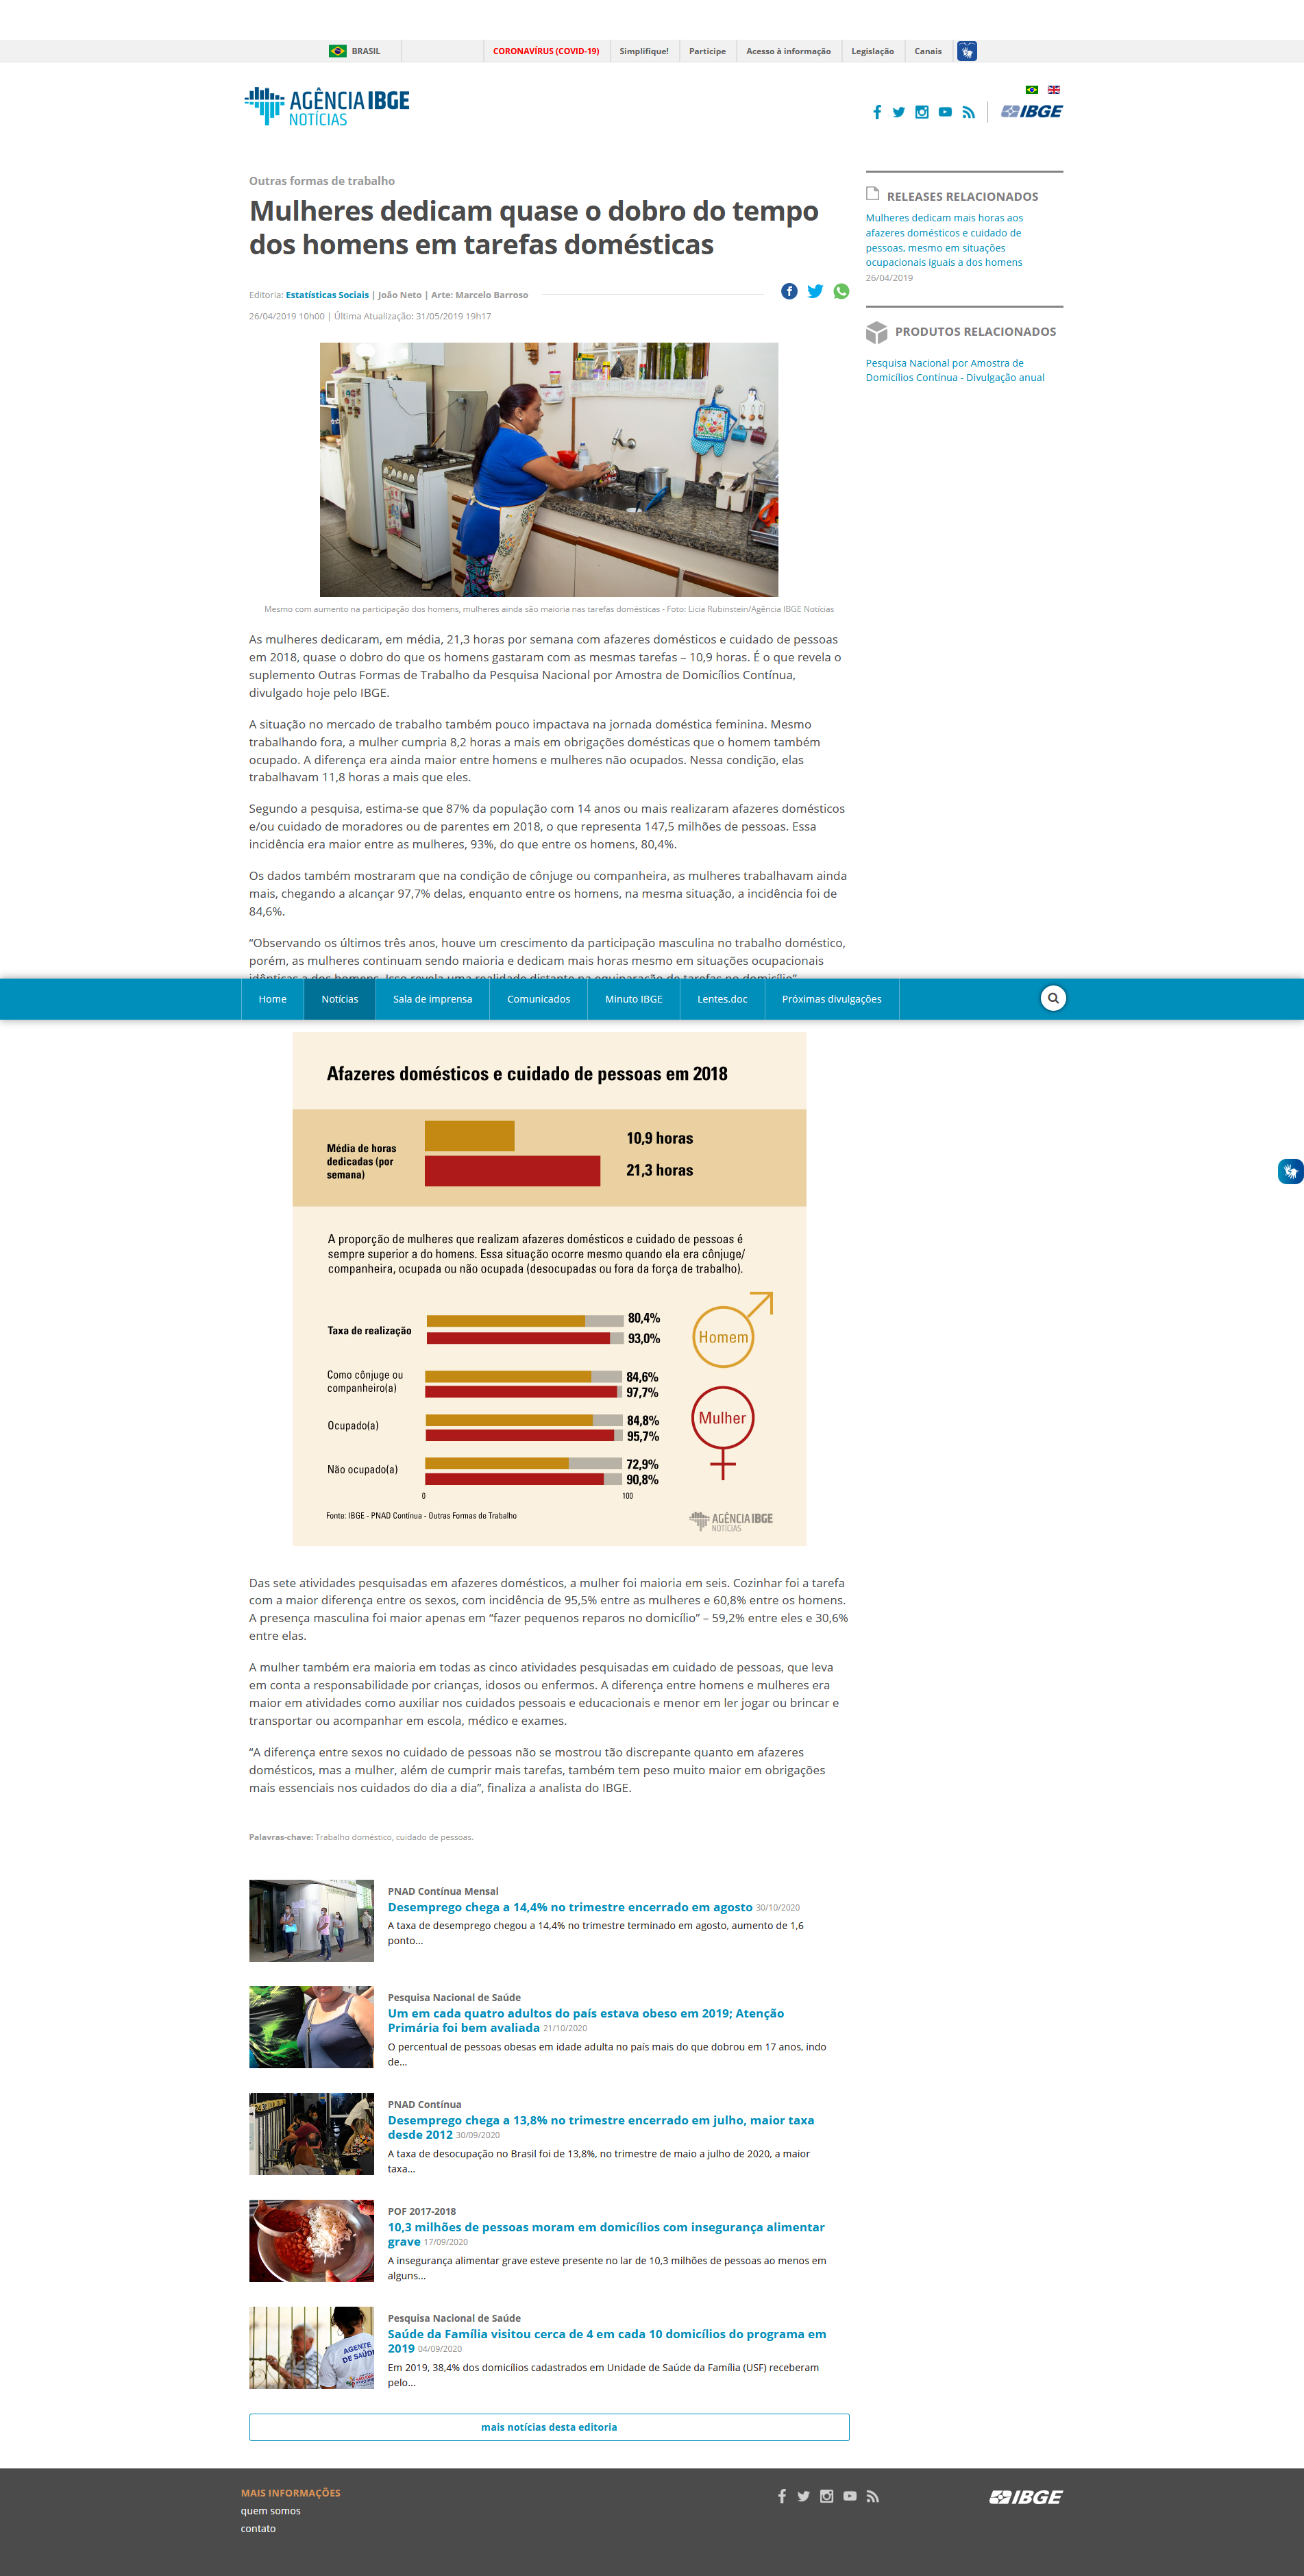 BRASIL
CORONAVÍRUS (COVID-19)
Simplifique!
Participe
Acesso à informação
Legislação
Canais
AGÊNCIA IBGE
NOTÍCIAS
IBGE
Outras formas de trabalho
Mulheres dedicam quase o dobro do tempo
dos homens em tarefas domésticas
Editoria: Estatísticas Sociais | João Neto | Arte: Marcelo Barroso
26/04/2019 10h00 | Última Atualização: 31/05/2019 19h17
RELEASES RELACIONADOS
Mulheres dedicam mais horas aos
afazeres domésticos e cuidado de
pessoas, mesmo em situações
ocupacionais iguais a dos homens
26/04/2019
PRODUTOS RELACIONADOS
Pesquisa Nacional por Amostra de
Domicílios Contínua - Divulgação anual
Mesmo com aumento na participação dos homens, mulheres ainda são maioria nas tarefas domésticas - Foto: Licia Rubinstein/Agência IBGE Notícias
As mulheres dedicaram, em média, 21,3 horas por semana com afazeres domésticos e cuidado de pessoas
em 2018, quase o dobro do que os homens gastaram com as mesmas tarefas – 10,9 horas. É o que revela o
suplemento Outras Formas de Trabalho da Pesquisa Nacional por Amostra de Domicílios Contínua,
divulgado hoje pelo IBGE.
A situação no mercado de trabalho também pouco impactava na jornada doméstica feminina. Mesmo
trabalhando fora, a mulher cumpria 8,2 horas a mais em obrigações domésticas que o homem também
ocupado. A diferença era ainda maior entre homens e mulheres não ocupados. Nessa condição, elas
trabalhavam 11,8 horas a mais que eles.
Segundo a pesquisa, estima-se que 87% da população com 14 anos ou mais realizaram afazeres domésticos
e/ou cuidado de moradores ou de parentes em 2018, o que representa 147,5 milhões de pessoas. Essa
incidência era maior entre as mulheres, 93%, do que entre os homens, 80,4%.
Os dados também mostraram que na condição de cônjuge ou companheira, as mulheres trabalhavam ainda
mais, chegando a alcançar 97,7% delas, enquanto entre os homens, na mesma situação, a incidência foi de
84,6%.
“Observando os últimos três anos, houve um crescimento da participação masculina no trabalho doméstico,
porém, as mulheres continuam sendo maioria e dedicam mais horas mesmo em situações ocupacionais
idênticas a dos homens. Isso revela uma realidade distante na equiparação de tarefas no domicílio”
Home
Notícias
Sala de imprensa
Comunicados
Minuto IBGE
Lentes.doc
Próximas divulgações
Afazeres domésticos e cuidado de pessoas em 2018
Média de horas
dedicadas (por
semana)
10,9 horas
21,3 horas
A proporção de mulheres que realizam afazeres domésticos e cuidado de pessoas é
sempre superior a do homens. Essa situação ocorre mesmo quando ela era cônjuge/
companheira, ocupada ou não ocupada (desocupadas ou fora da força de trabalho).
Taxa de realização
80,4%
93,0%
Homem
Como cônjuge ou
companheiro(a)
84,6%
97,7%
Mulher
Ocupado(a)
84,8%
95,7%
Não ocupado(a)
72,9%
90,8%
0
100
Fonte: IBGE - PNAD Contínua - Outras Formas de Trabalho
AGÊNCIA IBGE
NOTÍCIAS
Das sete atividades pesquisadas em afazeres domésticos, a mulher foi maioria em seis. Cozinhar foi a tarefa
com a maior diferença entre os sexos, com incidência de 95,5% entre as mulheres e 60,8% entre os homens.
A presença masculina foi maior apenas em “fazer pequenos reparos no domicílio” – 59,2% entre eles e 30,6%
entre elas.
A mulher também era maioria em todas as cinco atividades pesquisadas em cuidado de pessoas, que leva
em conta a responsabilidade por crianças, idosos ou enfermos. A diferença entre homens e mulheres era
maior em atividades como auxiliar nos cuidados pessoais e educacionais e menor em ler jogar ou brincar e
transportar ou acompanhar em escola, médico e exames.
“A diferença entre sexos no cuidado de pessoas não se mostrou tão discrepante quanto em afazeres
domésticos, mas a mulher, além de cumprir mais tarefas, também tem peso muito maior em obrigações
mais essenciais nos cuidados do dia a dia”, finaliza a analista do IBGE.
Palavras-chave: Trabalho doméstico, cuidado de pessoas.
PNAD Contínua Mensal
Desemprego chega a 14,4% no trimestre encerrado em agosto 30/10/2020
A taxa de desemprego chegou a 14,4% no trimestre terminado em agosto, aumento de 1,6
ponto...
Pesquisa Nacional de Saúde
Um em cada quatro adultos do país estava obeso em 2019; Atenção
Primária foi bem avaliada 21/10/2020
O percentual de pessoas obesas em idade adulta no país mais do que dobrou em 17 anos, indo
de...
PNAD Contínua
Desemprego chega a 13,8% no trimestre encerrado em julho, maior taxa
desde 2012 30/09/2020
A taxa de desocupação no Brasil foi de 13,8%, no trimestre de maio a julho de 2020, a maior
taxa...
POF 2017-2018
10,3 milhões de pessoas moram em domicílios com insegurança alimentar
grave 17/09/2020
A insegurança alimentar grave esteve presente no lar de 10,3 milhões de pessoas ao menos em
alguns...
AGENTE
DE SAÚDE
Pesquisa Nacional de Saúde
Saúde da Família visitou cerca de 4 em cada 10 domicílios do programa em
2019 04/09/2020
Em 2019, 38,4% dos domicílios cadastrados em Unidade de Saúde da Família (USF) receberam
pelo...
mais notícias desta editoria
MAIS INFORMAÇÕES
quem somos
contato
IBGE